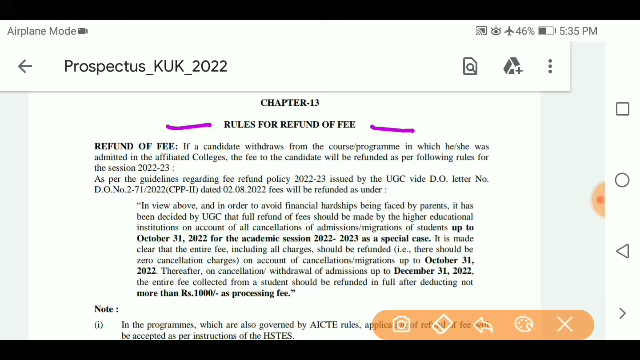 Airplane Mode
46%
5:35 PM
Prospectus_KUK_2022
CHAPTER-13
RULES FOR REFUND OF FEE
REFUND OF FEE: If a candidate withdraws from the course/programme in which he/she was
admitted in the affiliated Colleges, the fee to the candidate will be refunded as per following rules for
the session 2022-23 :
As per the guidelines regarding fee refund policy 2022-23 issued by the UGC vide D.O. letter No.
D.O.No.2-71/2022(CPP-II) dated 02.08.2022 fees will be refunded as under :
"In view above, and in order to avoid financial hardships being faced by parents, it has
been decided by UGC that full refund of fees should be made by the higher educational
institutions on account of all cancellations of admissions/migrations of students up to
October 31, 2022 for the academic session 2022- 2023 as a special case. It is made
clear that the entire fee, including all charges, should be refunded (i.e., there should be
zero cancellation charges) on account of cancellations/migrations up to October 31,
2022. Thereafter, on cancellation/ withdrawal of admissions up to December 31, 2022,
the entire fee collected from a student should be refunded in full after deducting not
more than Rs.1000/- as processing fee."
Note :
(i) In the programmes, which are also governed by AICTE rules, of refund of fee will
be accepted as per instructions of the HSTES.